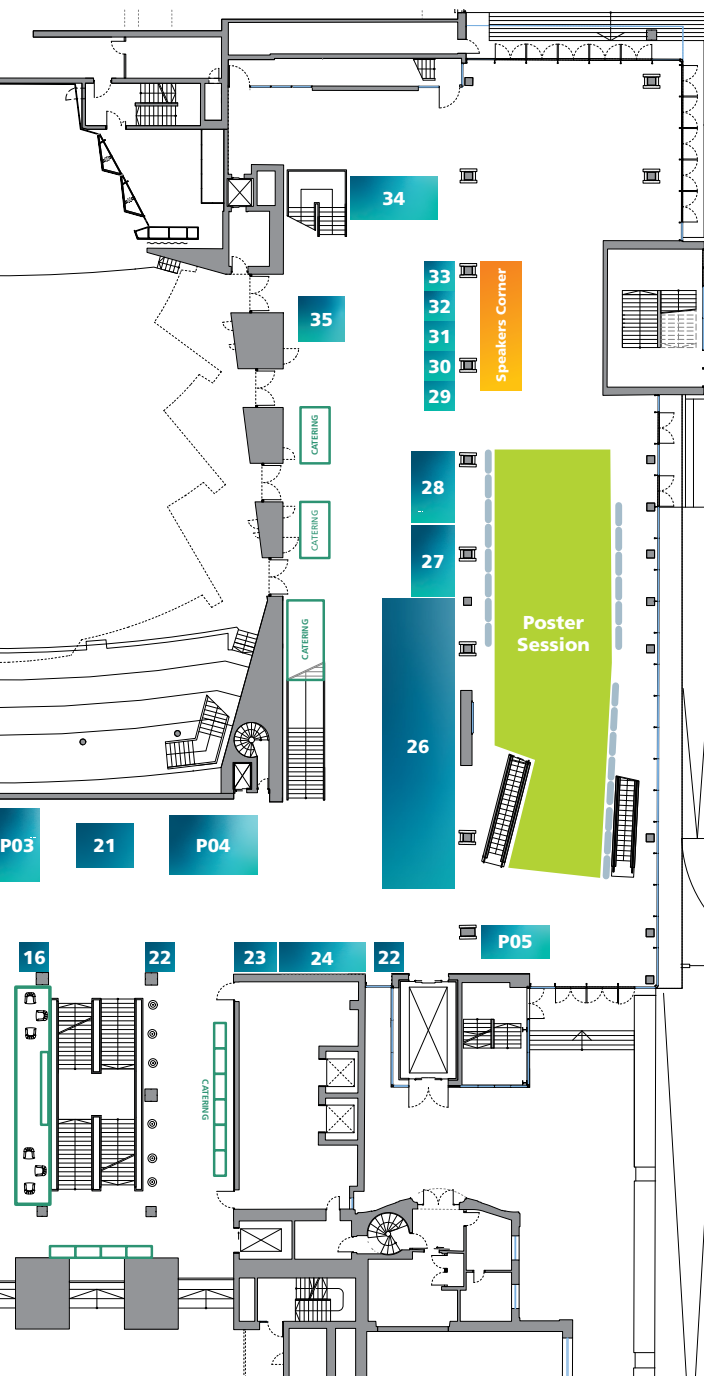 34
33
32
31
30
29
Speakers Corner
35
CATERING
CATERING
28
27
CATERING
Poster
Session
26
P03
21
P04
P05
16
22
23
24
22
CATERING